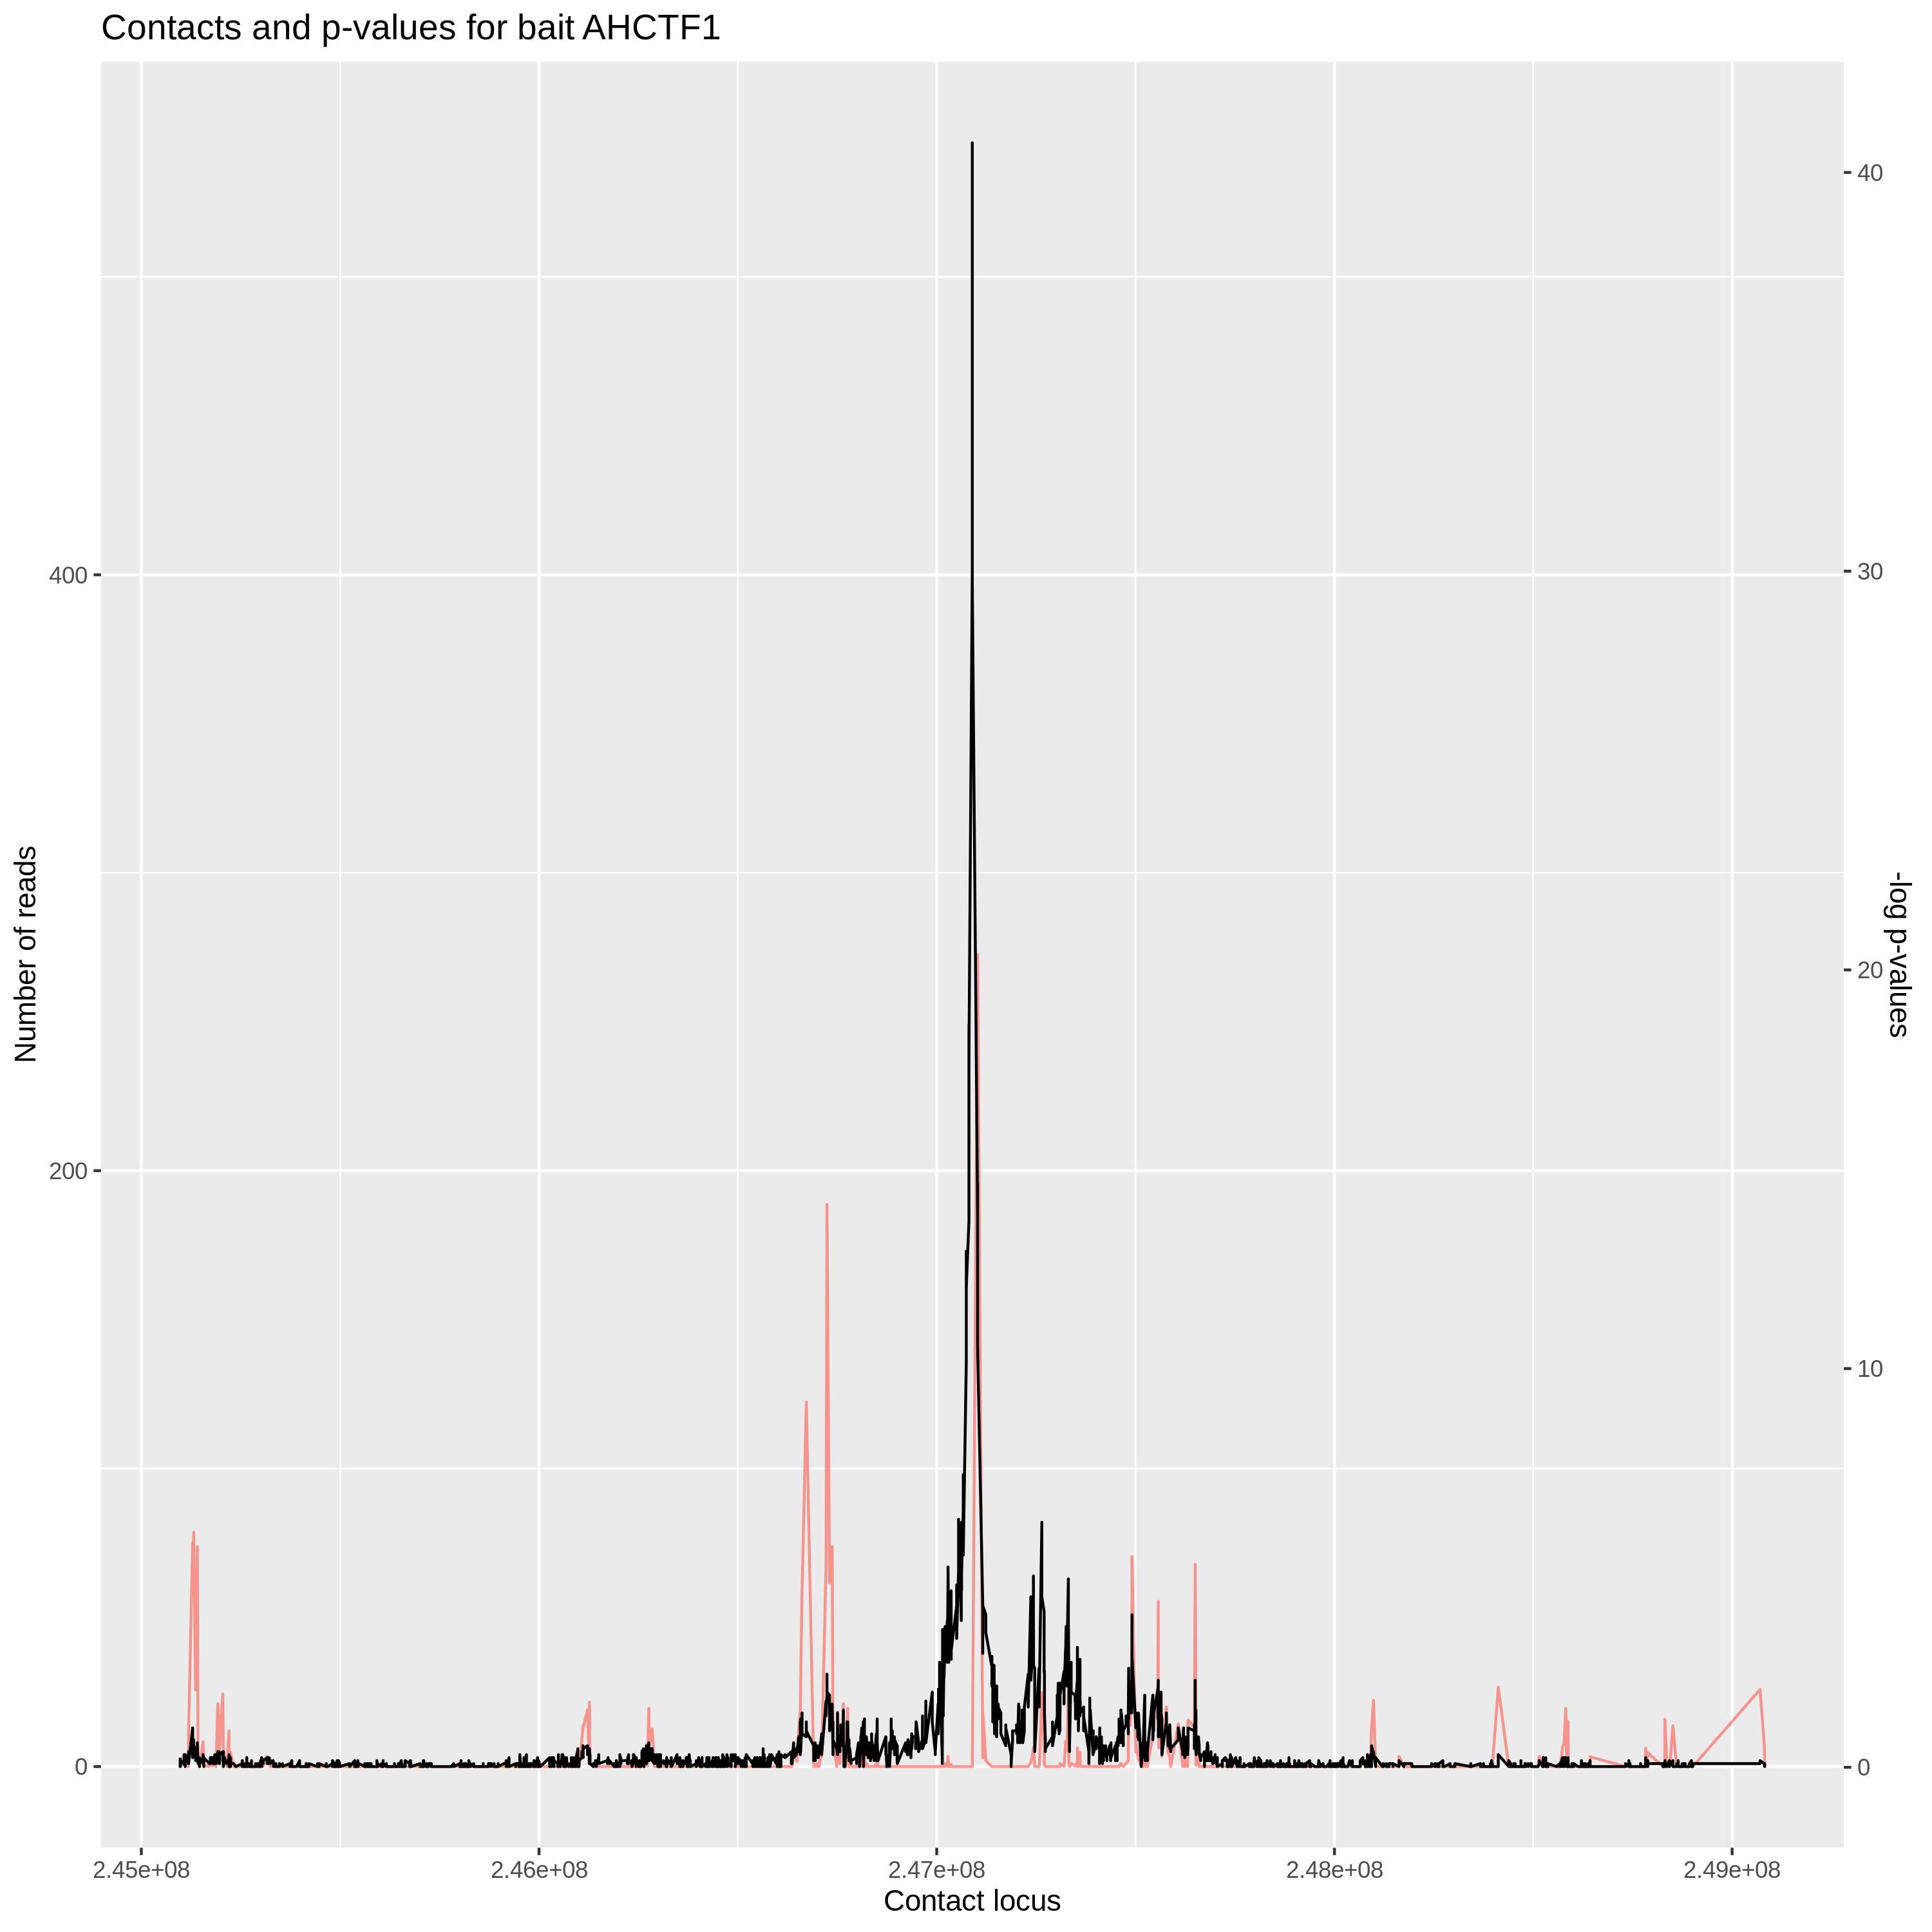 Contacts and p-values for bait AHCTF1
Number of reads
400
200
0
40
30
20
10
0
-log p-values
2.45e+08
2.46e+08
2.47e+08
2.48e+08
2.49e+08
Contact locus